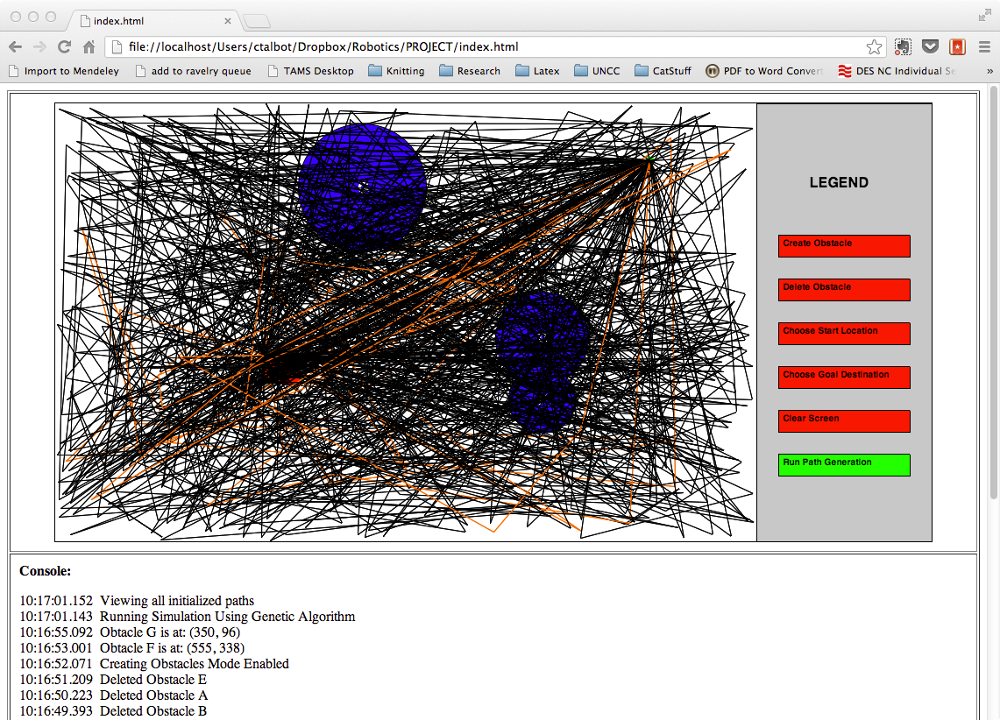 index.html
file://localhost/Users/ctalbot/Dropbox/Robotics/PROJECT/index.html
Import to Mendeley add to ravelry queue TAMS Desktop Knitting Research Latex UNCC CatStuff PDF to Word Convert DES NC Individual Se »
LEGEND
Create Obstacle
Delete Obstacle
Choose Start Location
Choose Goal Destination
Clear Screen
Run Path Generation
Console:
10:17:01.152 Viewing all initialized paths
10:17:01.143 Running Simulation Using Genetic Algorithm
10:16:55.092 Obtacle G is at: (350, 96)
10:16:53.001 Obtacle F is at: (555, 338)
10:16:52.071 Creating Obstacles Mode Enabled
10:16:51.209 Deleted Obstacle E
10:16:50.223 Deleted Obstacle A
10:16:49.393 Deleted Obstacle B